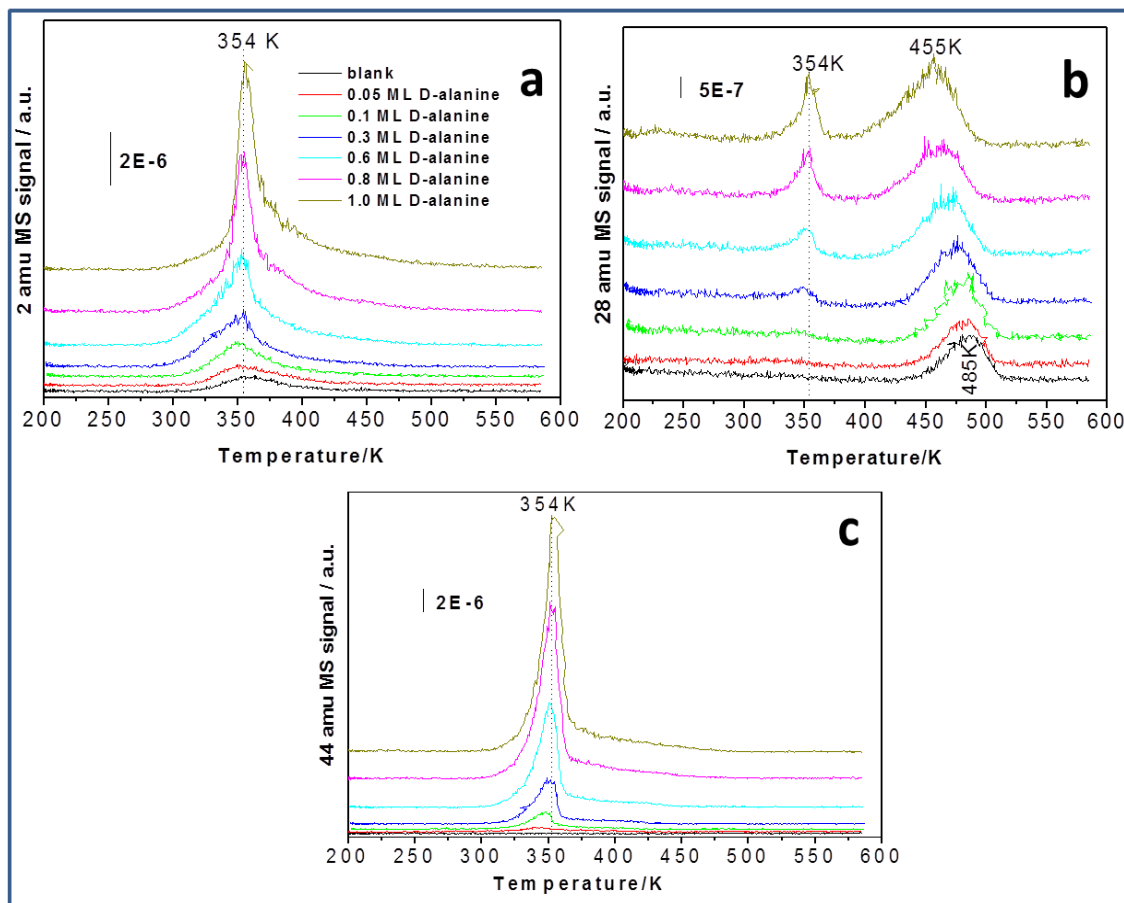 354 K
a
blank
0.05 ML D-alanine
0.1 ML D-alanine
0.3 ML D-alanine
0.6 ML D-alanine
0.8 ML D-alanine
1.0 ML D-alanine
2E-6
2 amu MS signal / a.u.
200 250 300 350 400 450 500 550 600
Temperature/K
455K
354K
b
5E-7
28 amu MS signal / a.u.
485K
200 250 300 350 400 450 500 550 600
Temperature/K
354K
c
2E-6
44 amu MS signal / a.u.
200 250 300 350 400 450 500 550 600
Temperature/K